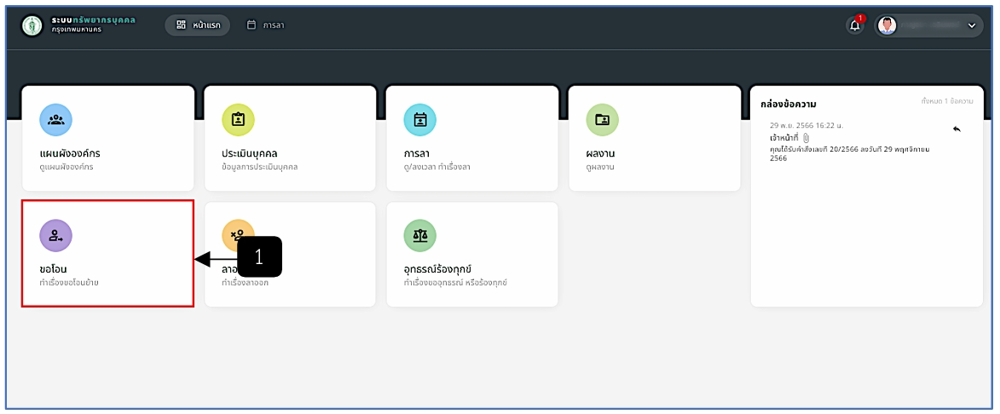 ระบบทรัพยากรบุคคล
กรุงเทพมหานคร
หน้าแรก
การลา
1
แผนผังองค์กร
ดูแผนผังองค์กร
ประเมินบุคคล
ข้อมูลการประเมินบุคคล
การลา
ดู/ลงเวลา ทำเรื่องลา
ผลงาน
ดูผลงาน
กล่องข้อความ
ทั้งหมด 1 ข้อความ
29 พ.ย. 2566 16:22 น.
เจ้าหน้าที่
คุณได้รับคำสั่งเลขที่ 20/2566 ลงวันที่ 29 พฤศจิกายน
2566
ขอโอน
ทำเรื่องขอโอนย้าย
1
ทำเรื่องลาออก
อุทธรณ์ร้องทุกข์
ทำเรื่องขออุทธรณ์ หรือร้องทุกข์